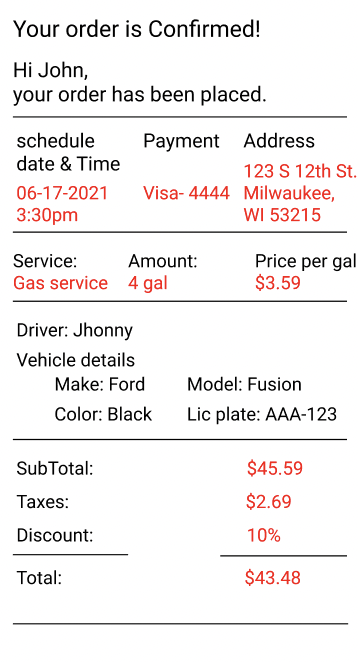 Your order is Confirmed!
Hi John,
your order has been placed.
schedule date & Time
06-17-2021
3:30pm
Payment
Visa- 4444
Address
123 S 12th St.
Milwaukee,
WI 53215
Service: Amount: Price per gal
Gas service 4 gal $3.59
Driver: Jhonny
Vehicle details
Make: Ford Model: Fusion
Color: Black Lic plate: AAA-123
SubTotal: $45.59
Taxes: $2.69
Discount: 10%
Total: $43.48